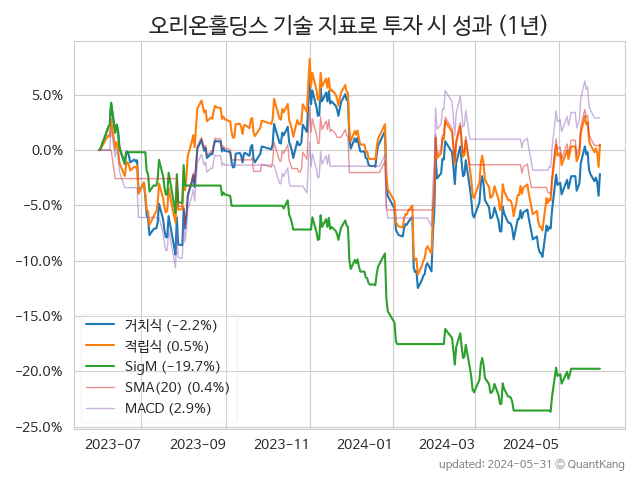 오리온홀딩스 기술 지표로 투자 시 성과 (1년)
5.0%
0.0%
−5.0%
−10.0%
−15.0%
−20.0%
−25.0%
거치식 (−2.2%)
적립식 (0.5%)
SigM (−19.7%)
SMA(20) (0.4%)
MACD (2.9%)
2023-07 2023-09 2023-11 2024-01 2024-03 2024-05
updated: 2024-05-31 © QuantKang